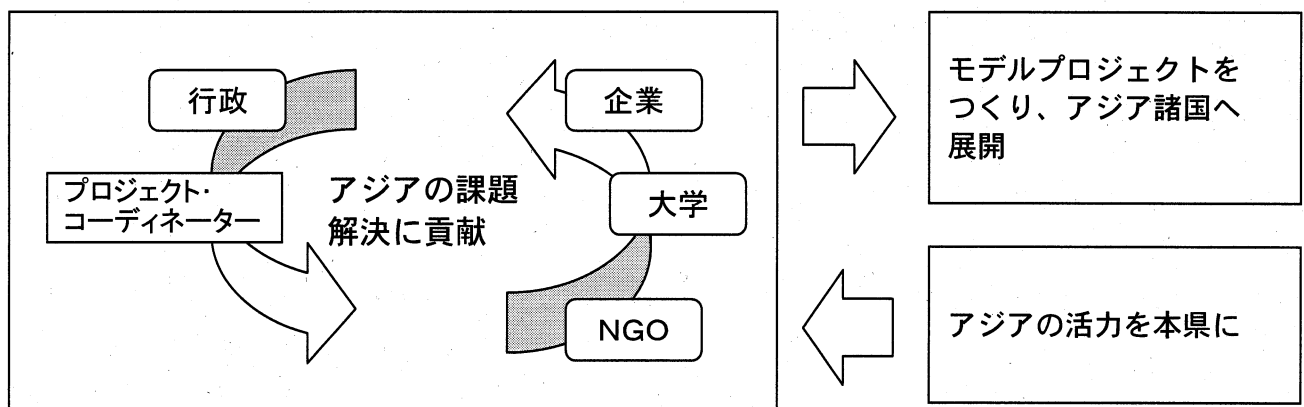 行政
プロジェクト・
コーディネーター
アジアの課題
解決に貢献
企業
大学
NGO
モデルプロジェクトを
つくり、アジア諸国へ
展開
アジアの活力を本県に